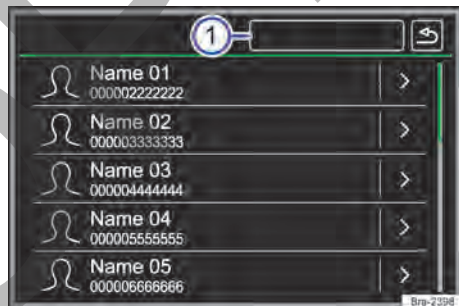 1
Name 01
000002222222
Name 02
000003333333
Name 03
000004444444
Name 04
000005555555
Name 05
000006666666
Bra-2398